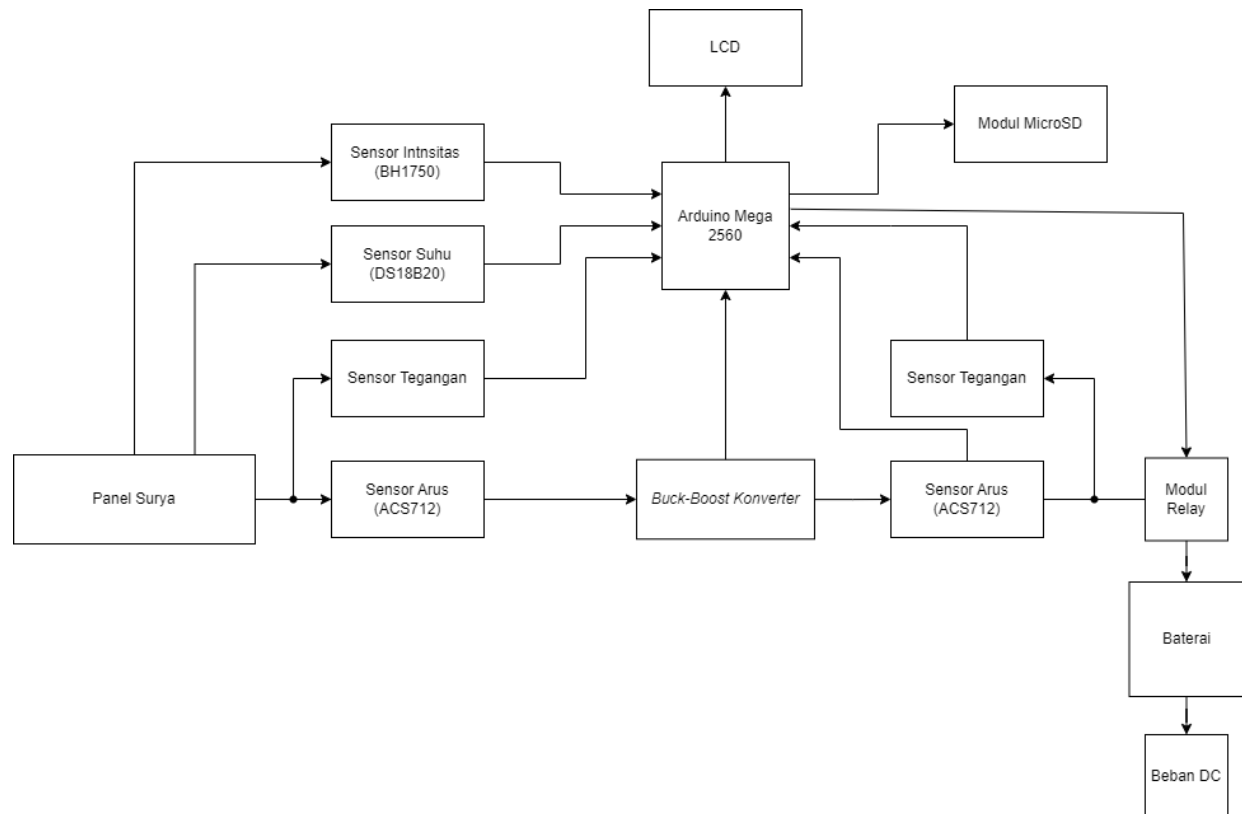 LCD
Modul MicroSD
Sensor Intnsitas
(BH1750)
Arduino Mega
2560
Sensor Suhu
(DS18B20)
Sensor Tegangan
Sensor Tegangan
Panel Surya
Sensor Arus
(ACS712)
Buck-Boost Konverter
Sensor Arus
(ACS712)
Modul
Relay
Baterai
Beban DC